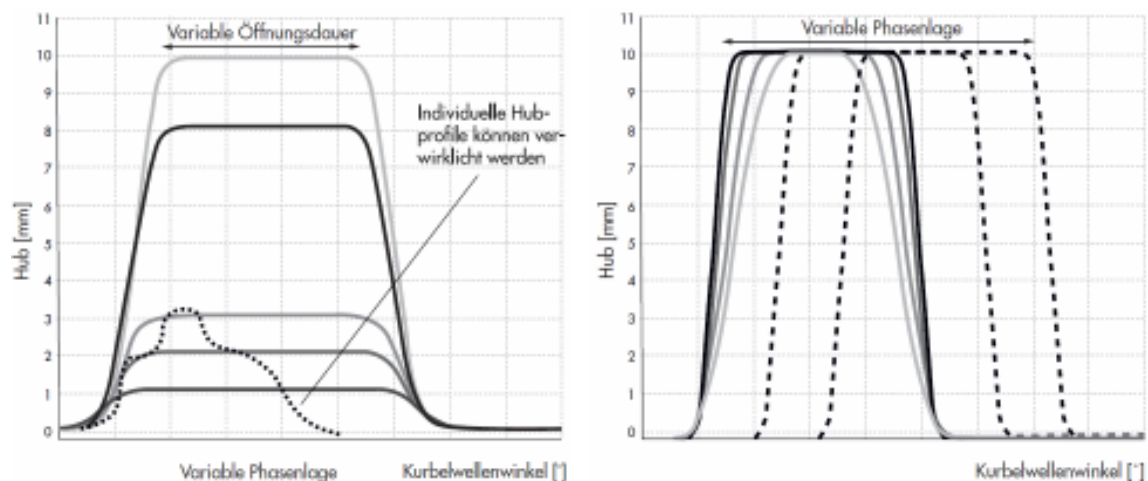 11
Variable Öffnungsdauer
10
9
8
7
6
5
4
3
2
1
0
Hub [mm]
Individuelle Hub-
profile können ver-
wirklicht werden
Variable Phasenlage
Kurbelwellenwinkel [°]
11
Variable Phasenlage
10
9
8
7
6
5
4
3
2
1
0
Hub [mm]
Kurbelwellenwinkel [°]